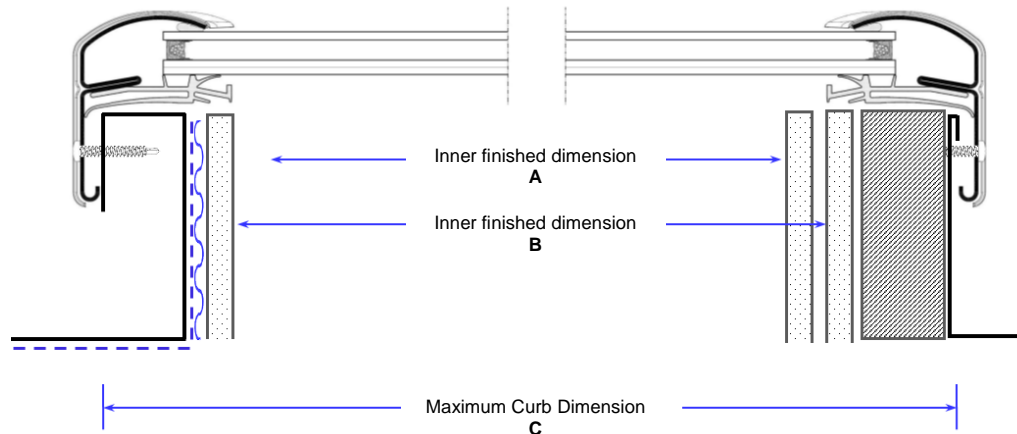 Inner finished dimension
A
Inner finished dimension
B
Maximum Curb Dimension
C